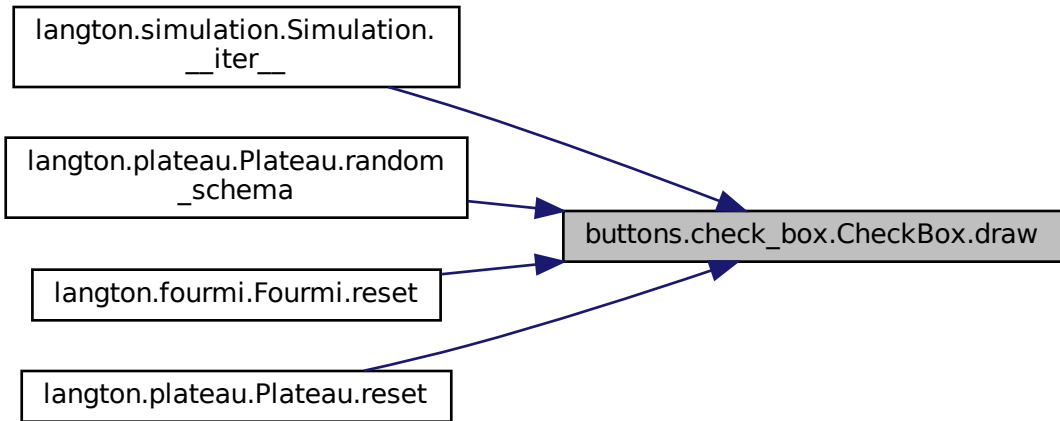 langton.simulation.Simulation.
__iter__
langton.plateau.Plateau.random
_schema
buttons.check_box.CheckBox.draw
langton.fourmi.Fourmi.reset
langton.plateau.Plateau.reset